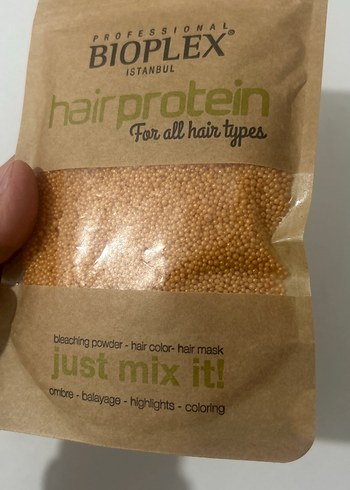 PROFESSIONAL
BIOPLEX®
ISTANBUL
hairprotein
For all hair types
bleaching powder - hair color- hair mask
just mix it!
ombre - balayage - highlights - coloring